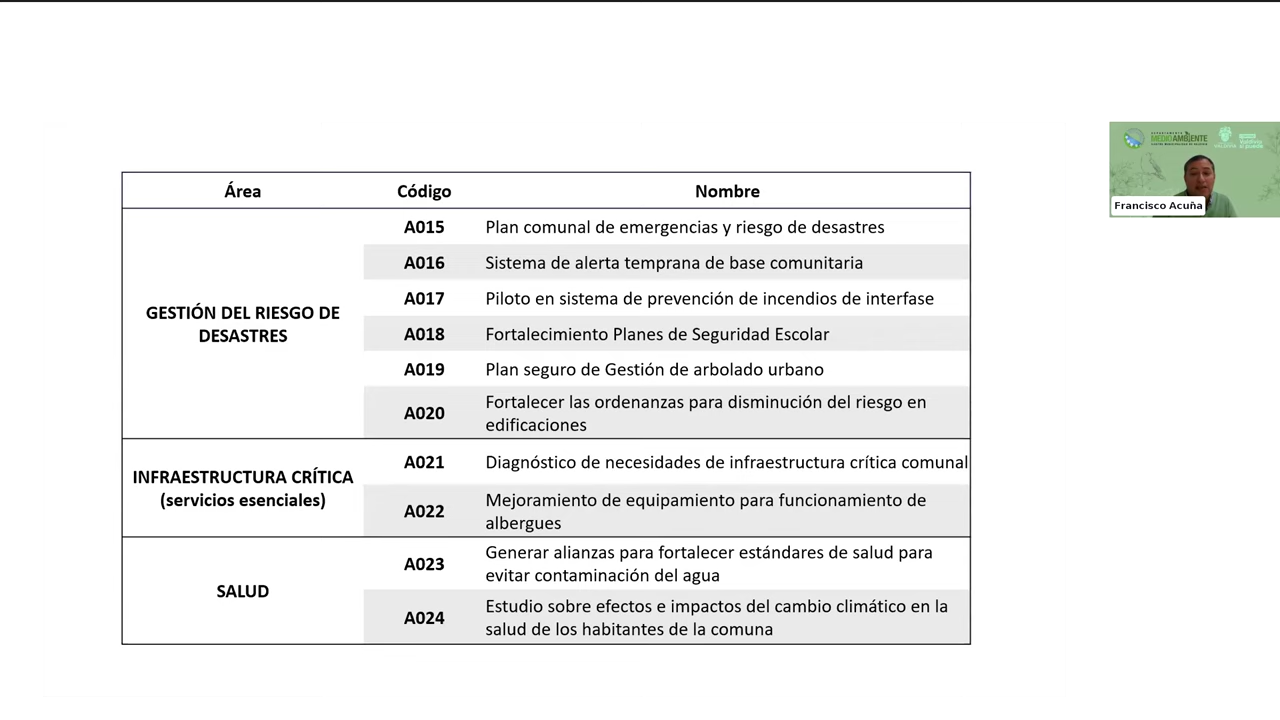 Área Código Nombre
GESTIÓN DEL RIESGO DE
DESASTRES
A015 Plan comunal de emergencias y riesgo de desastres
A016 Sistema de alerta temprana de base comunitaria
A017 Piloto en sistema de prevención de incendios de interfase
A018 Fortalecimiento Planes de Seguridad Escolar
A019 Plan seguro de Gestión de arbolado urbano
A020 Fortalecer las ordenanzas para disminución del riesgo en
edificaciones
INFRAESTRUCTURA CRÍTICA
(servicios esenciales)
A021 Diagnóstico de necesidades de infraestructura crítica comunal
A022 Mejoramiento de equipamiento para funcionamiento de
albergues
SALUD
A023 Generar alianzas para fortalecer estándares de salud para
evitar contaminación del agua
A024 Estudio sobre efectos e impactos del cambio climático en la
salud de los habitantes de la comuna
MEDIO AMBIENTE
Francisco Acuña